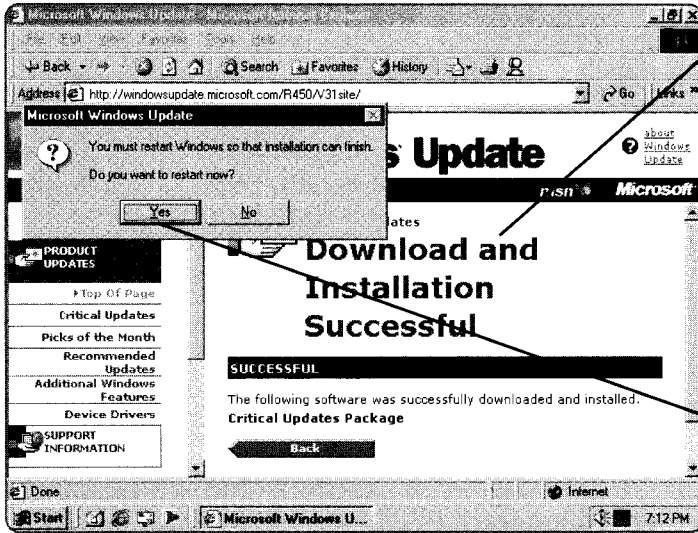 Microsoft Windows Update - Microsoft Internet Explorer
File Edit View Favorites Tools Help
Back Search Favorites History
Address http://windowsupdate.microsoft.com/R450/V31site/ Go Links »
Microsoft Windows Update
You must restart Windows so that installation can finish.
Do you want to restart now?
Yes No
Update
about
Windows
Update
Microsoft
PRODUCT
UPDATES
Top Of Page
Critical Updates
Picks of the Month
Recommended
Updates
Additional Windows
Features
Device Drivers
SUPPORT
INFORMATION
Download and
Installation
Successful
SUCCESSFUL
The following software was successfully downloaded and installed.
Critical Updates Package
Back
Done Internet
Start Microsoft Windows U... 7:12 PM